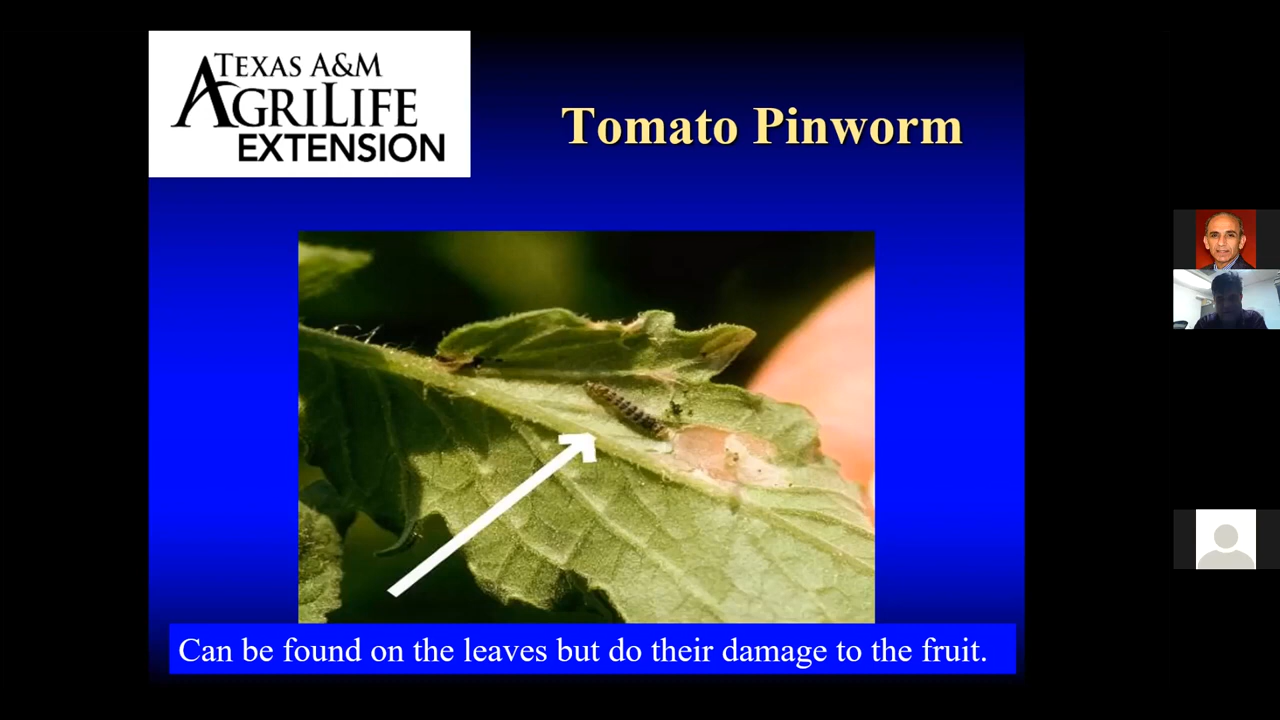 TEXAS A&M
AGRILIFE
EXTENSION
Tomato Pinworm
Can be found on the leaves but do their damage to the fruit.